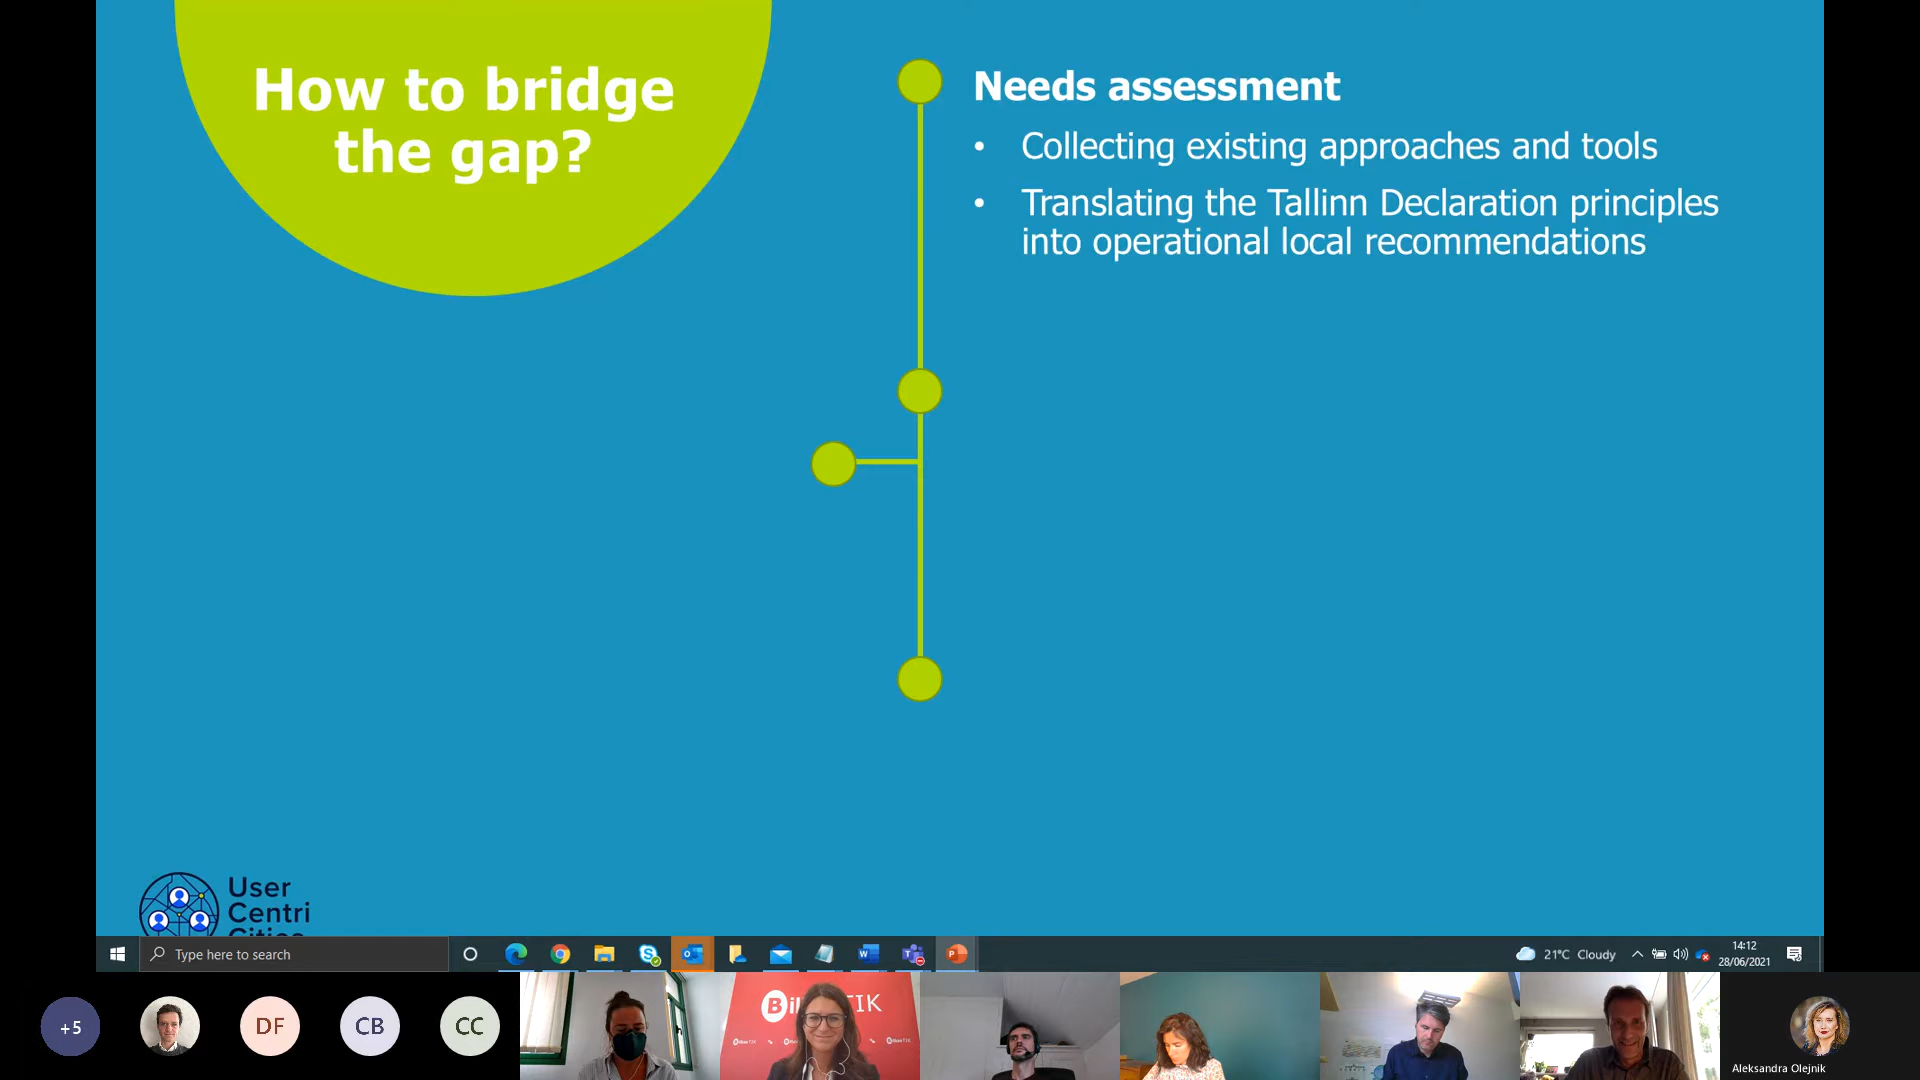 How to bridge
the gap?
Needs assessment
• Collecting existing approaches and tools
• Translating the Tallinn Declaration principles
into operational local recommendations
User
Centri
Cities
Type here to search
21°C Cloudy
14:12
28/06/2021
+5
DF
CB
CC
TIK
Aleksandra Olejnik